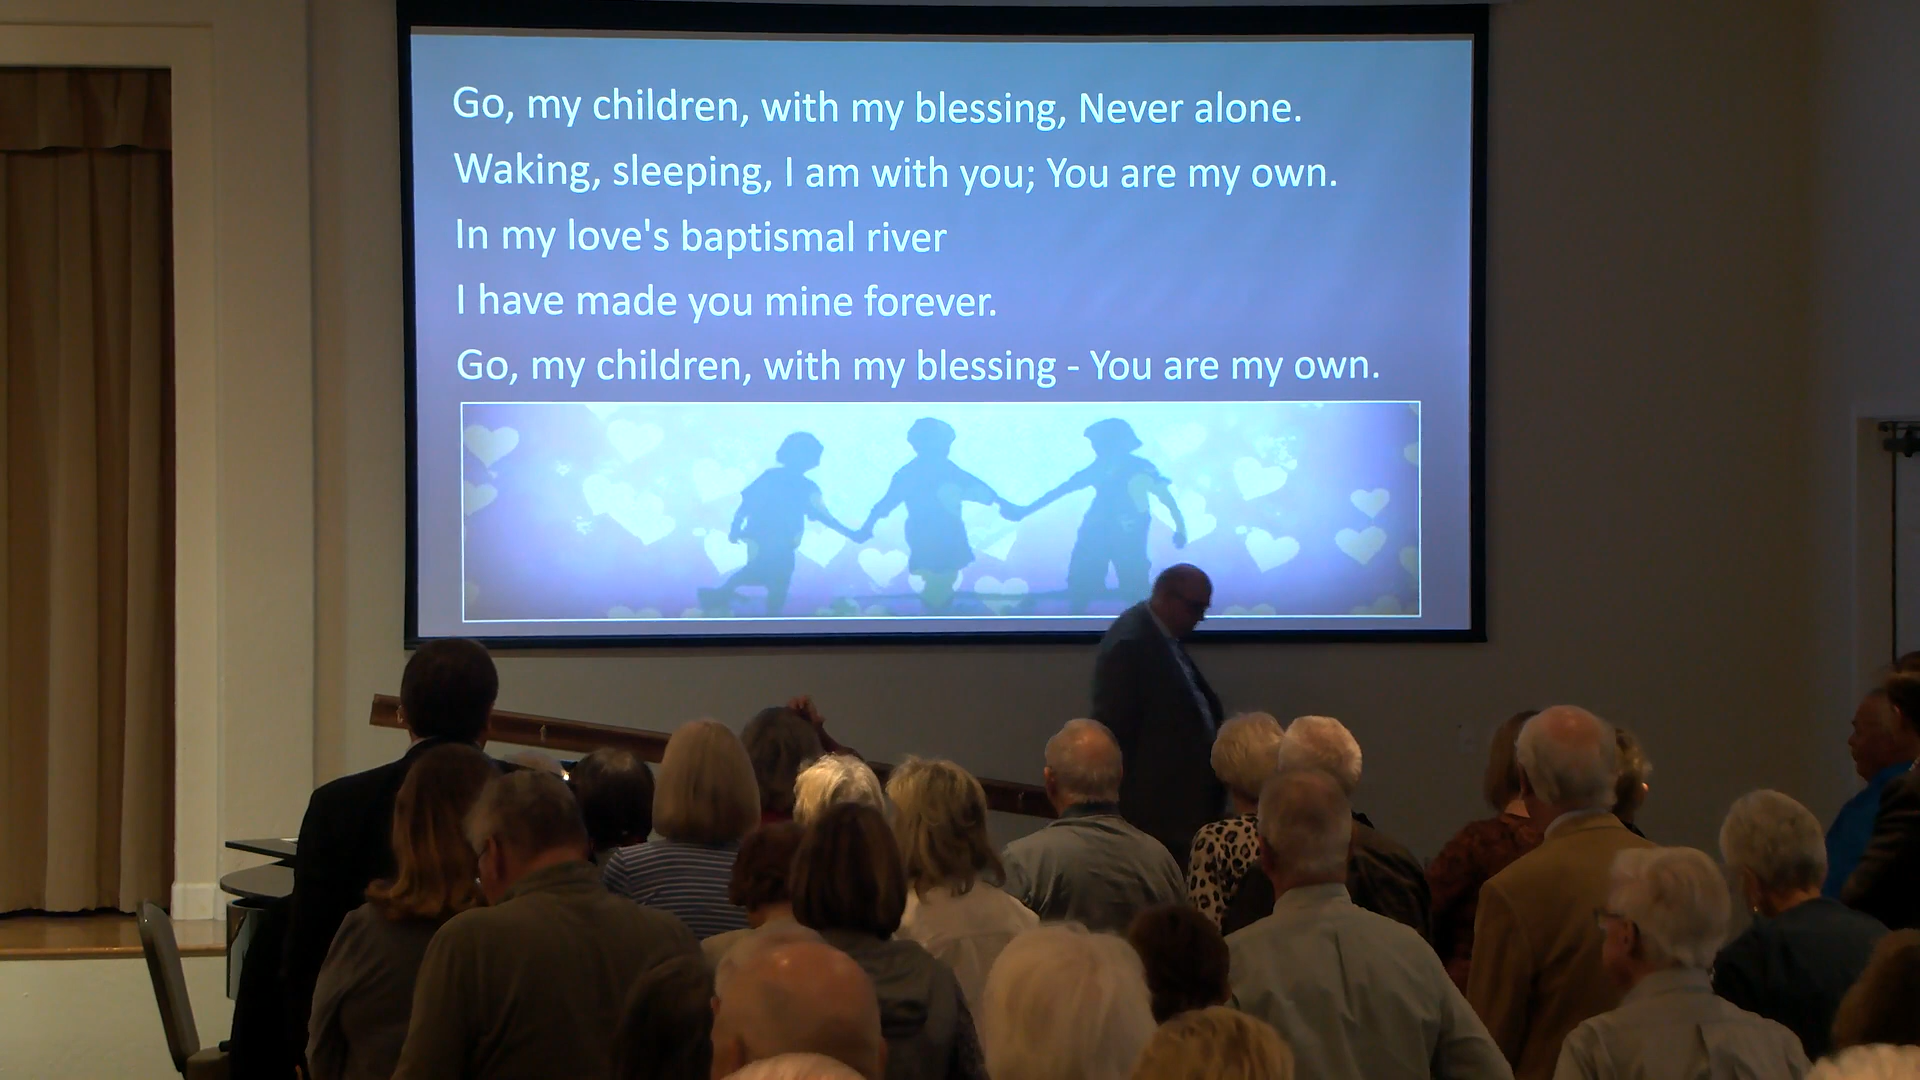 Go, my children, with my blessing, Never alone.
Waking, sleeping, I am with you; You are my own.
In my love's baptismal river
I have made you mine forever.
Go, my children, with my blessing - You are my own.